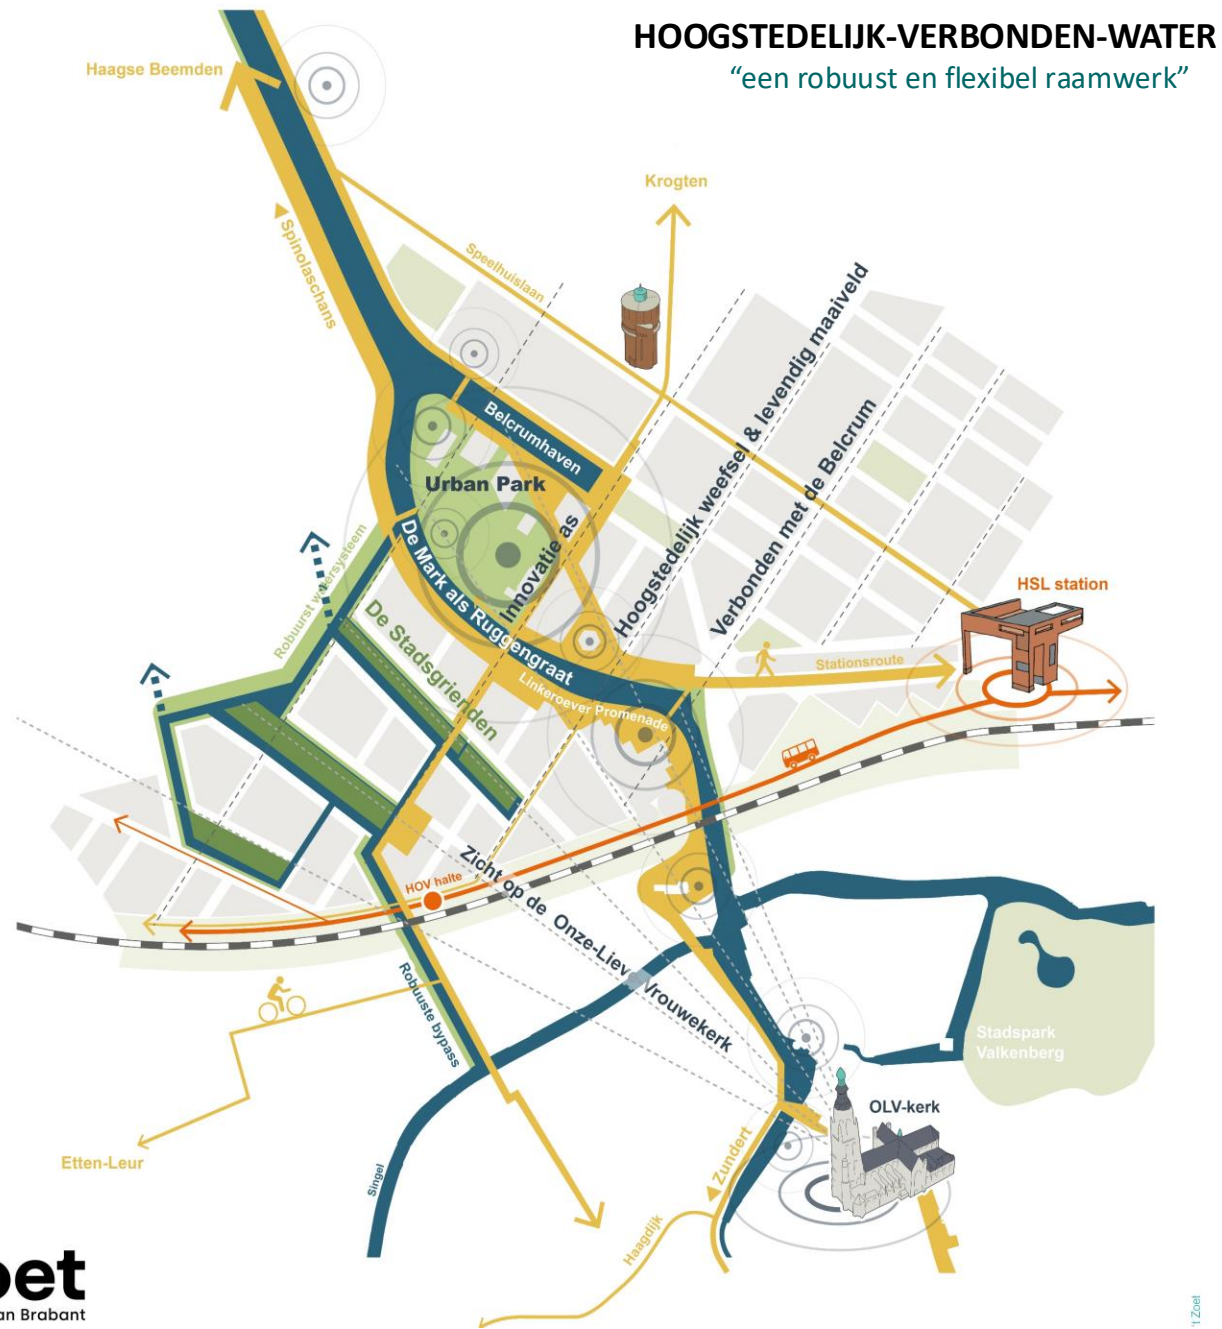 HOOGSTEDELIJK-VERBONDEN-WATER
“een robuust en flexibel raamwerk”
Haagse Beemden
Krogten
Spinolaschans
Speelhuislaan
Belcrumhaven
Urban Park
Innovatie as
Hoogstedelijk weefsel & levendig maaiveld
Verbonden met de Belcrum
De Mark als Ruggengraat
Robuurst watersysteem
De Stadsgrienden
Linkeroever Promenade
HSL station
Stationsroute
HOV halte
Zicht op de Onze-Lieve Vrouwekerk
Robuuste bypass
Stadspark
Valkenberg
OLV-kerk
Etten-Leur
Singel
Zundert
Haagdijk
an Brabant
't Zoet